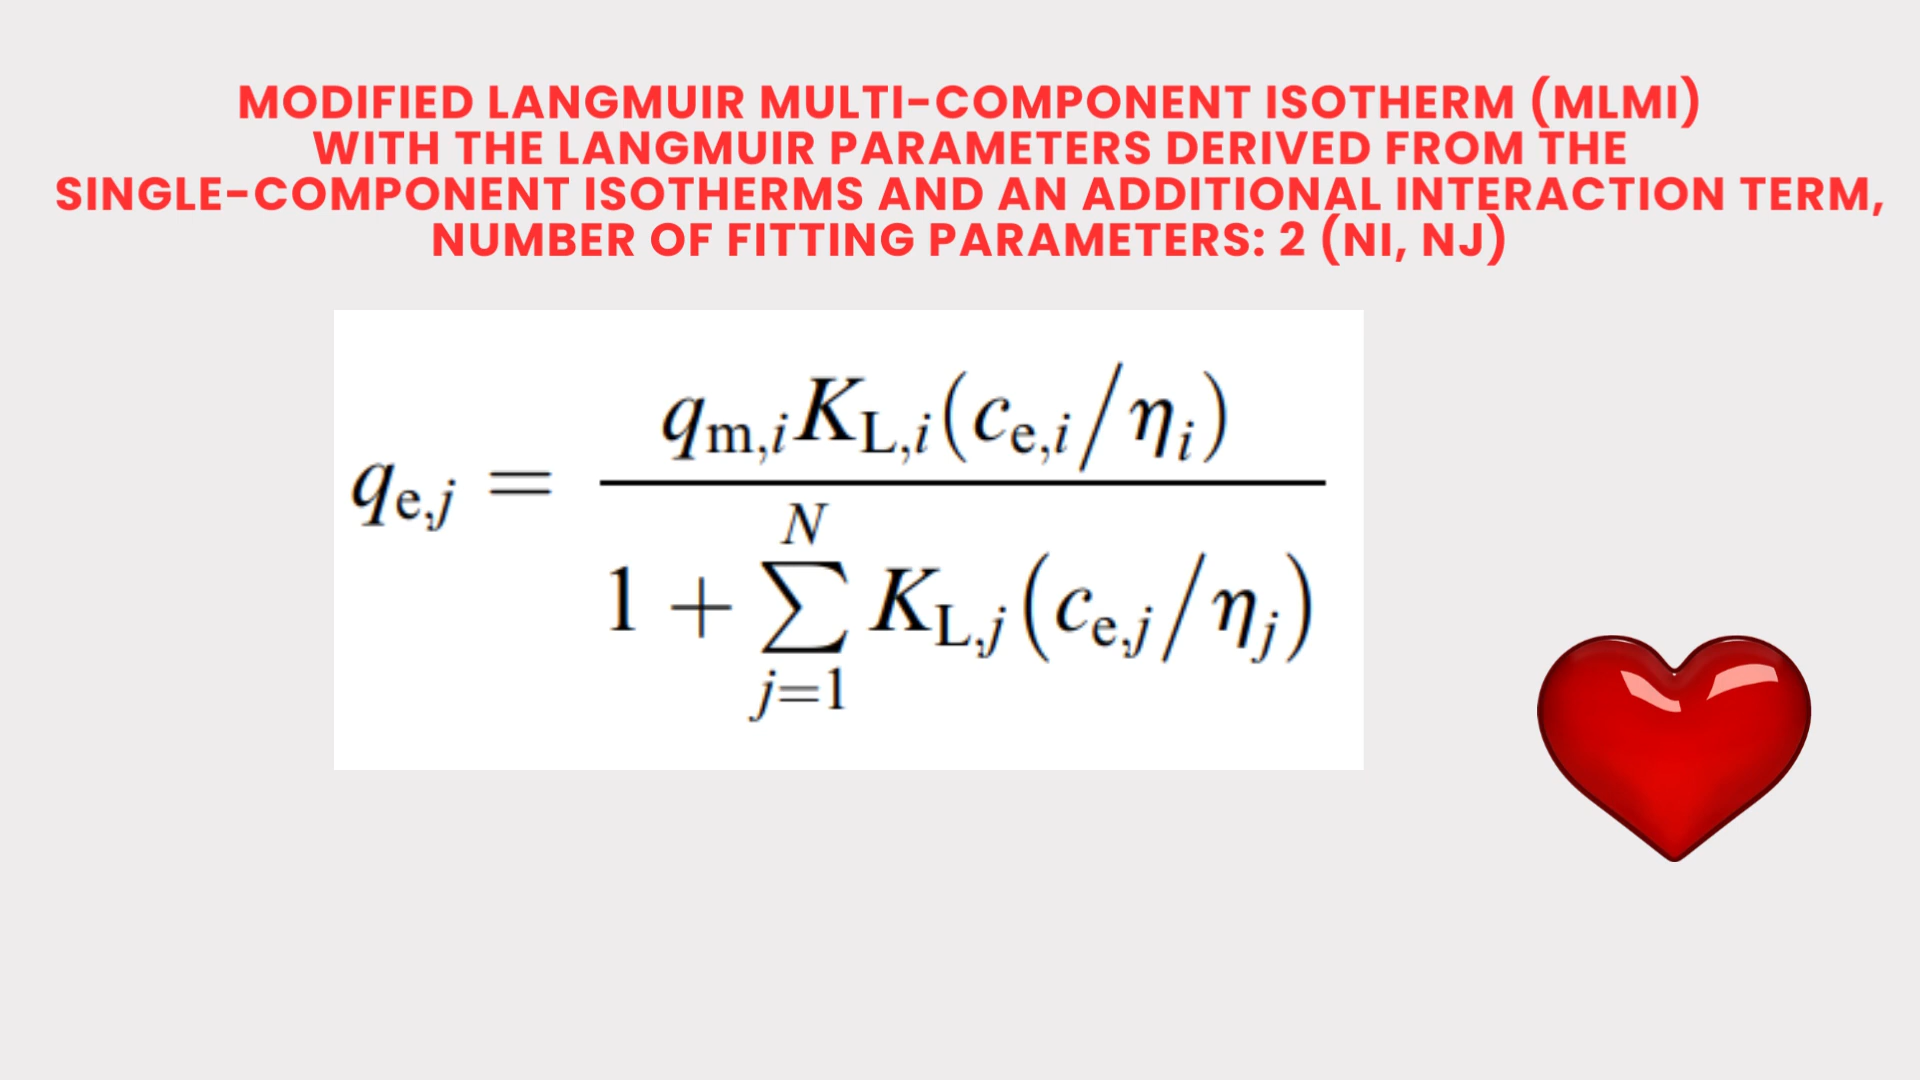 MODIFIED LANGMUIR MULTI-COMPONENT ISOTHERM (MLMI)
WITH THE LANGMUIR PARAMETERS DERIVED FROM THE
SINGLE-COMPONENT ISOTHERMS AND AN ADDITIONAL INTERACTION TERM,
NUMBER OF FITTING PARAMETERS: 2 (NI, NJ)
q_{e,j} = \frac{q_{m,i} K_{L,i} (c_{e,i} / η_i)}{1 + \sum_{j=1}^{N} K_{L,j} (c_{e,j} / η_j)}